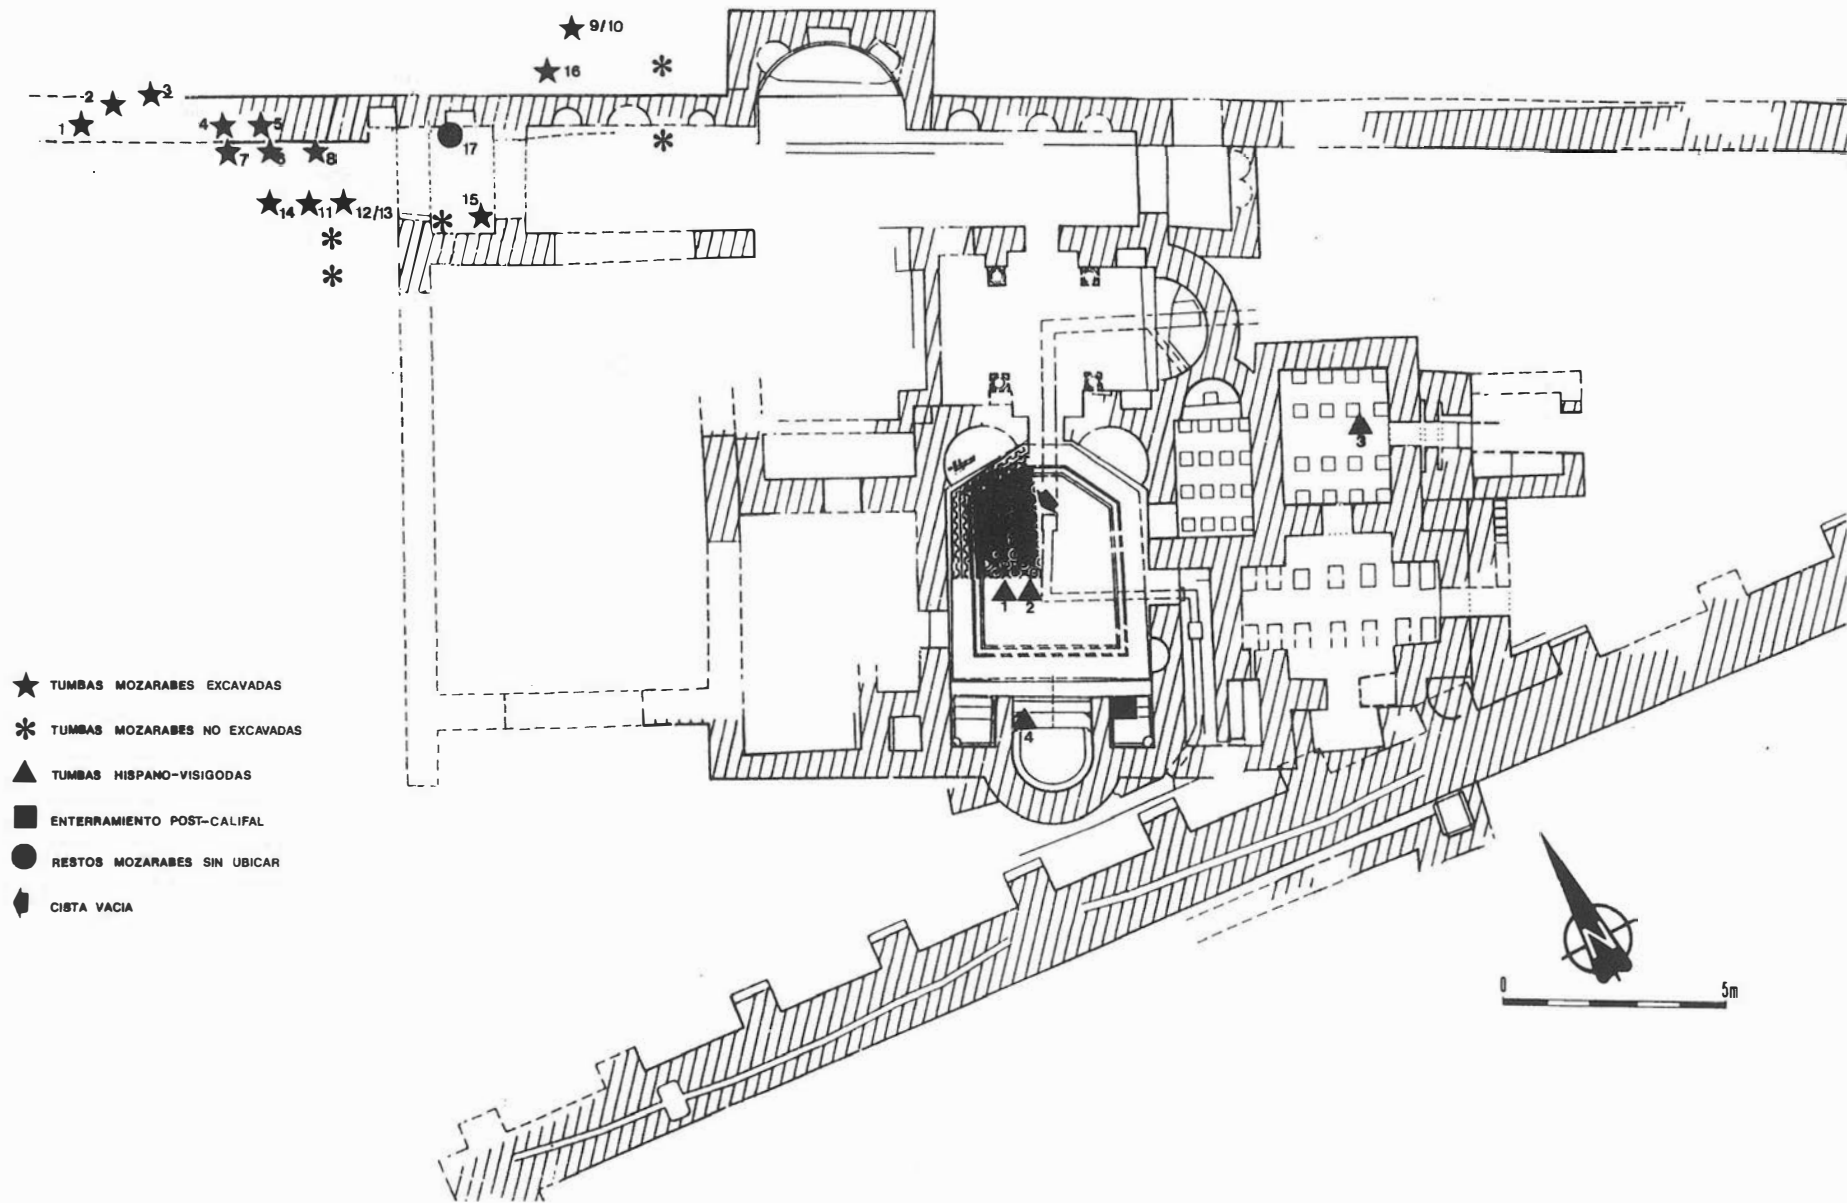 9/10
16
2
3
1
4
5
17
7
6
8
15
14
11
12/13
3
1
2
4
TUMBAS MOZARABES EXCAVADAS
TUMBAS MOZARABES NO EXCAVADAS
TUMBAS HISPANO-VISIGODAS
ENTERRAMIENTO POST-CALIFAL
RESTOS MOZARABES SIN UBICAR
CISTA VACIA
N
0 5m